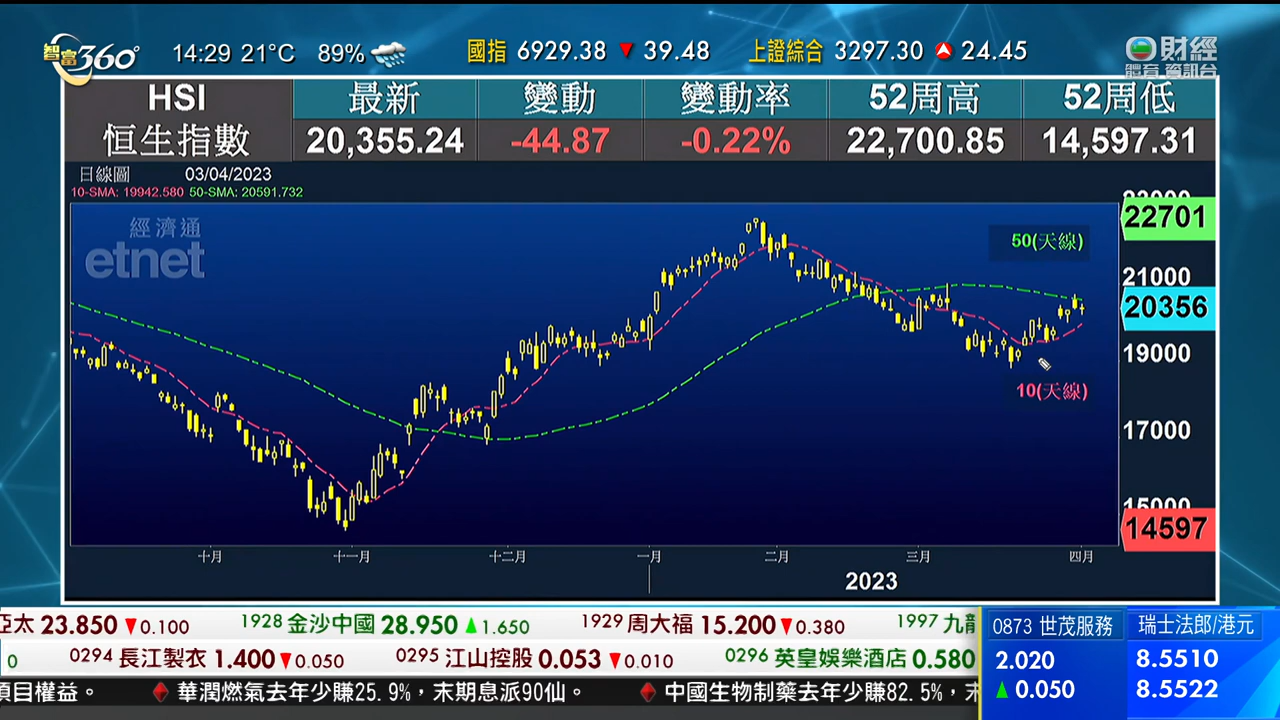 智富360° 14:29 21°C 89% 國指 6929.38 ▼ 39.48 上證綜合 3297.30 ▲ 24.45 財經
體育 資訊台
HSI 最新 變動 變動率 52周高 52周低
恒生指數 20,355.24 -44.87 -0.22% 22,700.85 14,597.31
日線圖 03/04/2023
10-SMA: 19942.580 50-SMA: 20591.732
22000
22701
經濟通
etnet
50(天線)
21000
20356
19000
10(天線)
17000
15000
14597
十月 十一月 十二月 一月 二月 三月 四月
2023
亞太 23.850 ▼0.100 1928 金沙中國 28.950 ▲1.650 1929 周大福 15.200 ▼0.380 1997 九龍
0 0294 長江製衣 1.400 ▼0.050 0295 江山控股 0.053 ▼0.010 0296 英皇娛樂酒店 0.580
項目權益。 華潤燃氣去年少賺25.9%，末期息派90仙。 中國生物制藥去年少賺82.5%，末
0873 世茂服務 瑞士法郎/港元
2.020 8.5510
▲ 0.050 8.5522